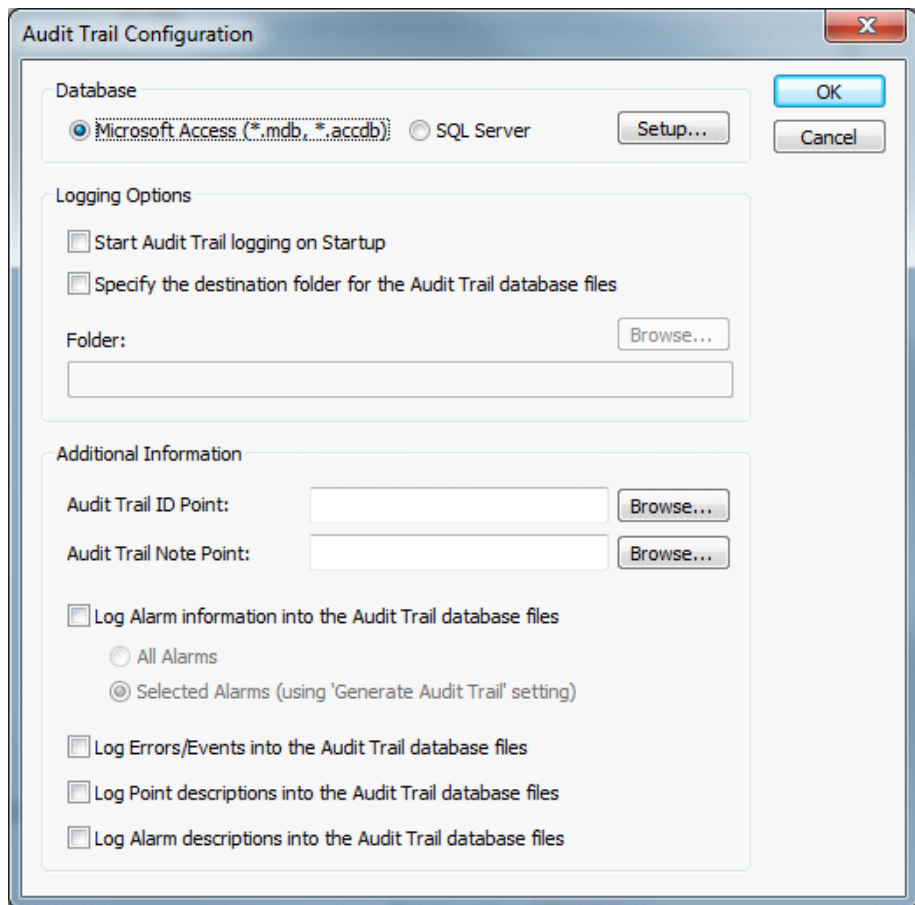 Audit Trail Configuration
Database
Microsoft Access (*.mdb, *.accdb)
SQL Server
Setup...
OK
Cancel
Logging Options
Start Audit Trail logging on Startup
Specify the destination folder for the Audit Trail database files
Folder:
Browse...
Additional Information
Audit Trail ID Point:
Browse...
Audit Trail Note Point:
Browse...
Log Alarm information into the Audit Trail database files
All Alarms
Selected Alarms (using 'Generate Audit Trail' setting)
Log Errors/Events into the Audit Trail database files
Log Point descriptions into the Audit Trail database files
Log Alarm descriptions into the Audit Trail database files